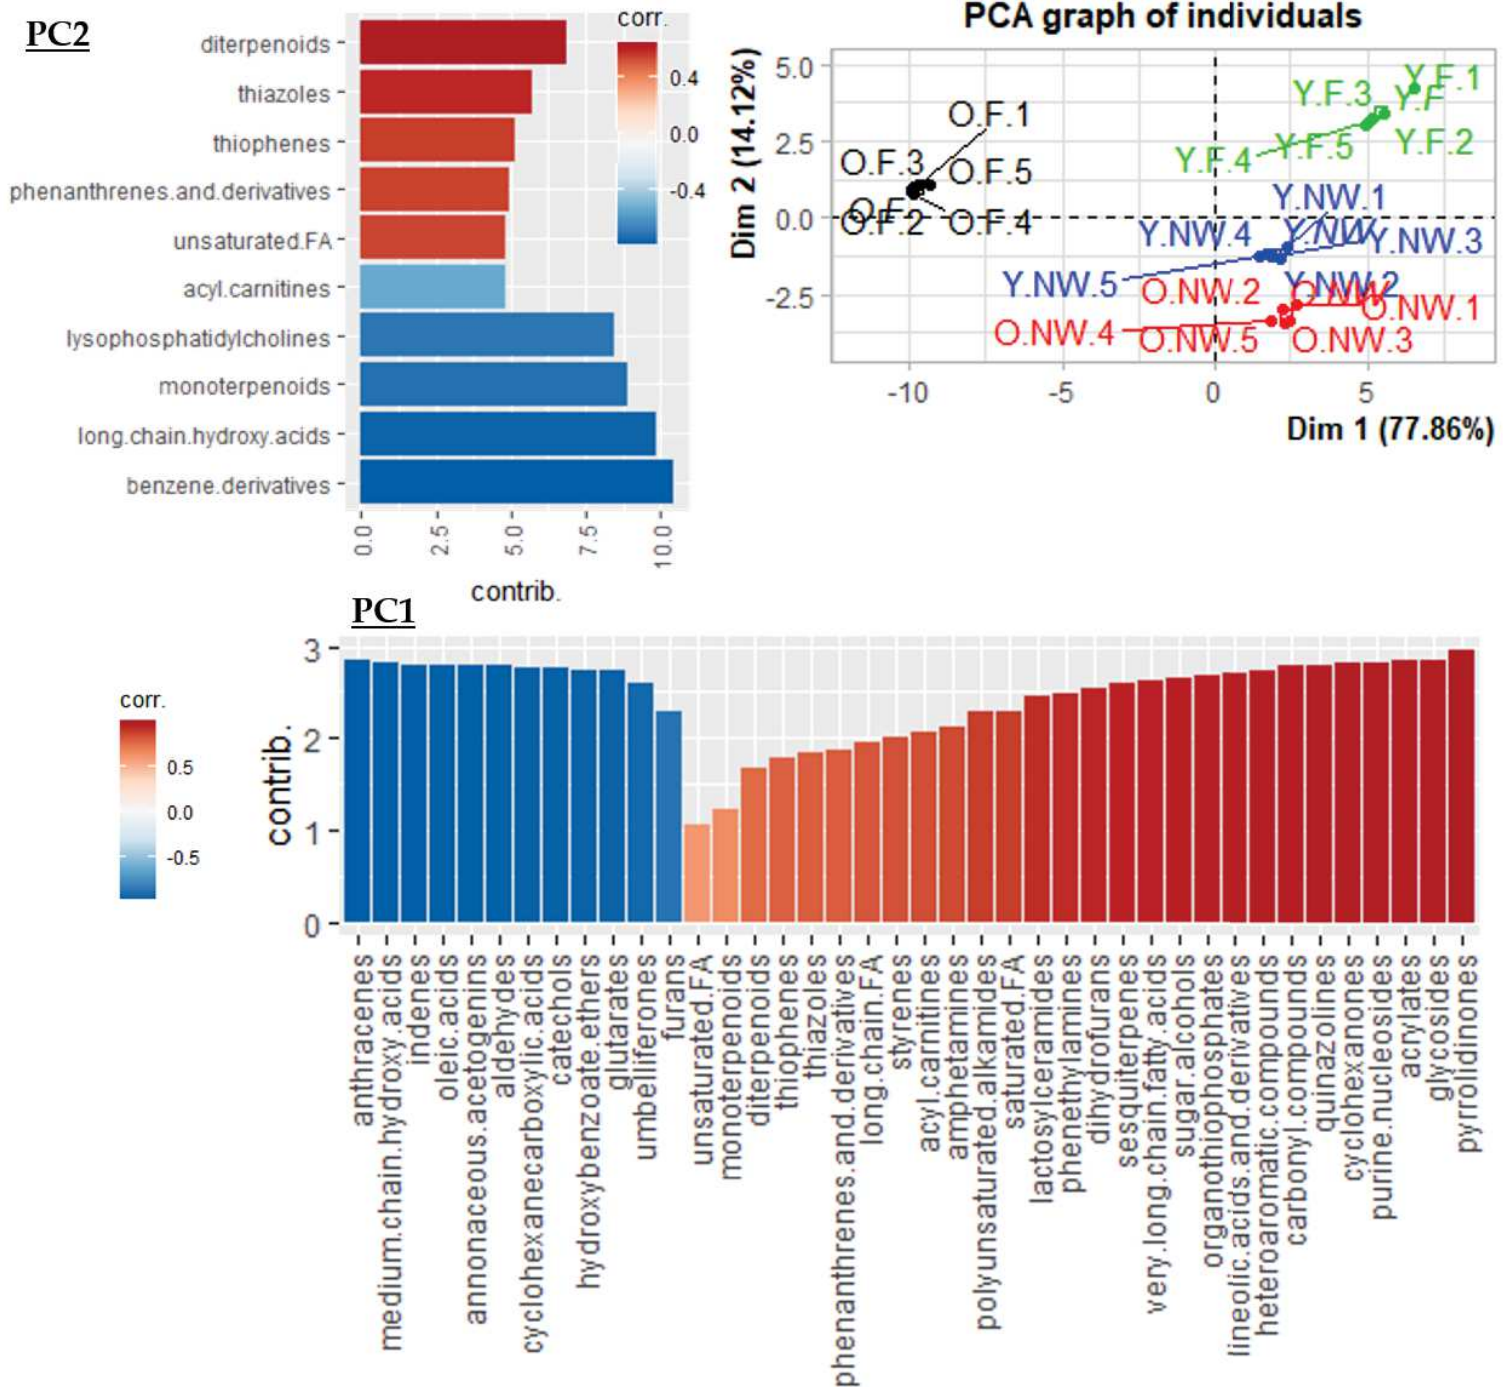 PC2
diterpenoids
thiazoles
thiophenes
phenanthrenes.and.derivatives
unsaturated.FA
acyl.carnitines
lysophosphatidylcholines
monoterpenoids
long.chain.hydroxy.acids
benzene.derivatives
0.0
2.5
5.0
7.5
10.0
contrib.
corr.
0.4
0.0
-0.4
PCA graph of individuals
Dim 2 (14.12%)
5.0
2.5
0.0
-2.5
O.F.1
O.F.3
O.F.5
O.F
O.F.2
O.F.4
Y.F.1
Y.F.3
Y.F
Y.F.2
Y.F.5
Y.F.4
Y.NW.1
Y.NW.4
Y.NW
Y.NW.3
Y.NW.5
Y.NW.2
O.NW.2
O.NW
O.NW.1
O.NW.4
O.NW.5
O.NW.3
-10
-5
0
5
Dim 1 (77.86%)
PC1
corr.
0.5
0.0
-0.5
contrib.
3
2
1
0
anthracenes
medium.chain.hydroxy.acids
indenes
oleic.acids
annonaceous.acetogenins
aldehydes
cyclohexanecarboxylic.acids
catechols
hydroxybenzoate.ethers
glutarates
umbelliferones
furans
unsaturated.FA
monoterpenoids
diterpenoids
thiophenes
thiazoles
phenanthrenes.and.derivatives
long.chain.FA
styrenes
acyl.carnitines
amphetamines
polyunsaturated.alkamides
saturated.FA
lactosylceramides
phenethylamines
dihydrofurans
sesquiterpenes
very.long.chain.fatty.acids
sugar.alcohols
organothiophosphates
lineolic.acids.and.derivatives
heteroaromatic.compounds
carbonyl.compounds
quinazolines
cyclohexanones
purine.nucleosides
acrylates
glycosides
pyrrolidinones